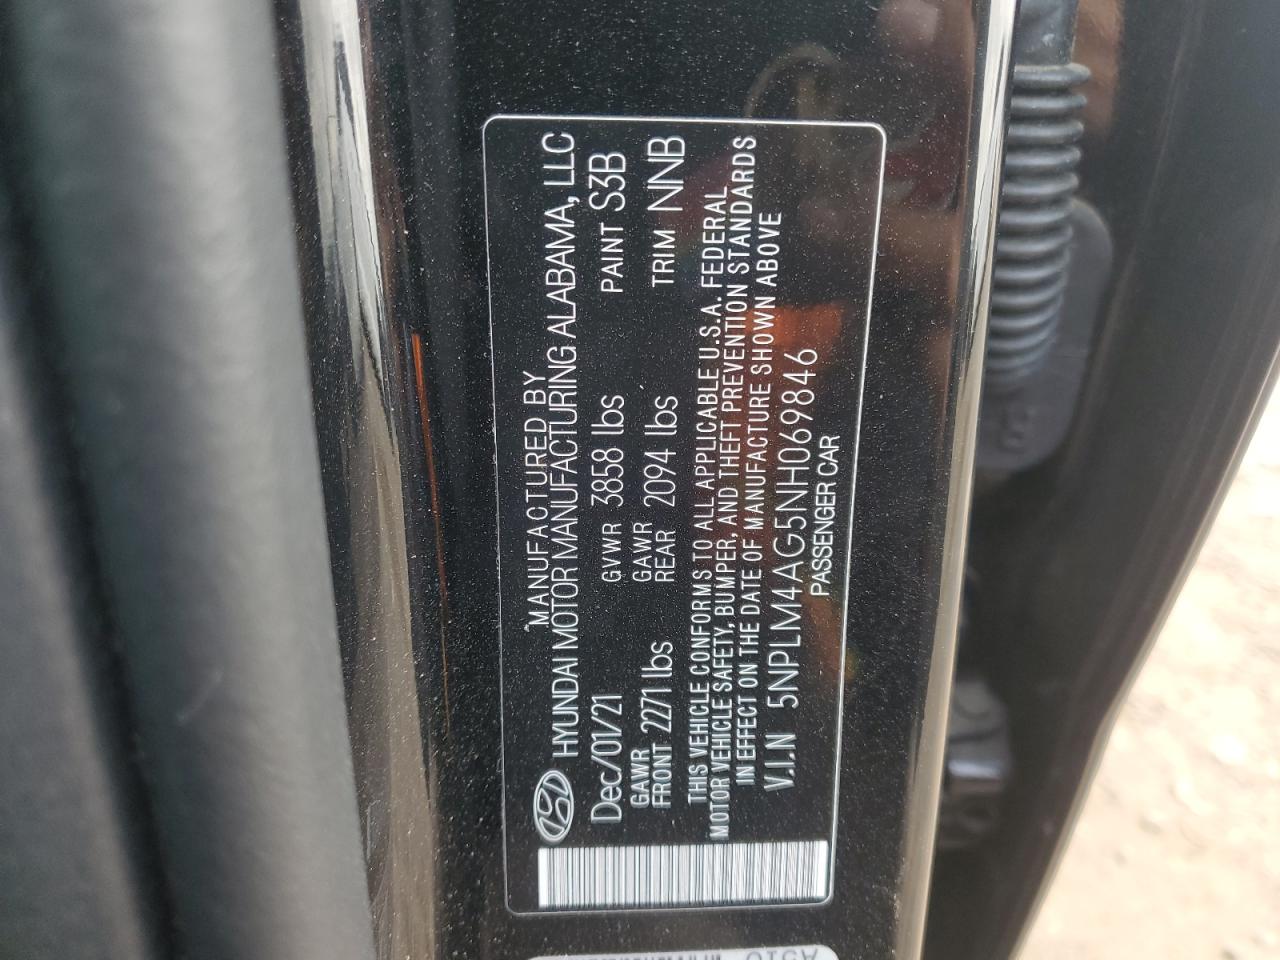 MANUFACTURED BY
HYUNDAI MOTOR MANUFACTURING ALABAMA, LLC
Dec/01/21 GVWR 3858 lbs PAINT S3B
GAWR FRONT 2271 lbs GAWR REAR 2094 lbs TRIM NNB
THIS VEHICLE CONFORMS TO ALL APPLICABLE U.S.A. FEDERAL
MOTOR VEHICLE SAFETY, BUMPER, AND THEFT PREVENTION STANDARDS
IN EFFECT ON THE DATE OF MANUFACTURE SHOWN ABOVE
V.I.N 5NPLM4AG5NH069846
PASSENGER CAR